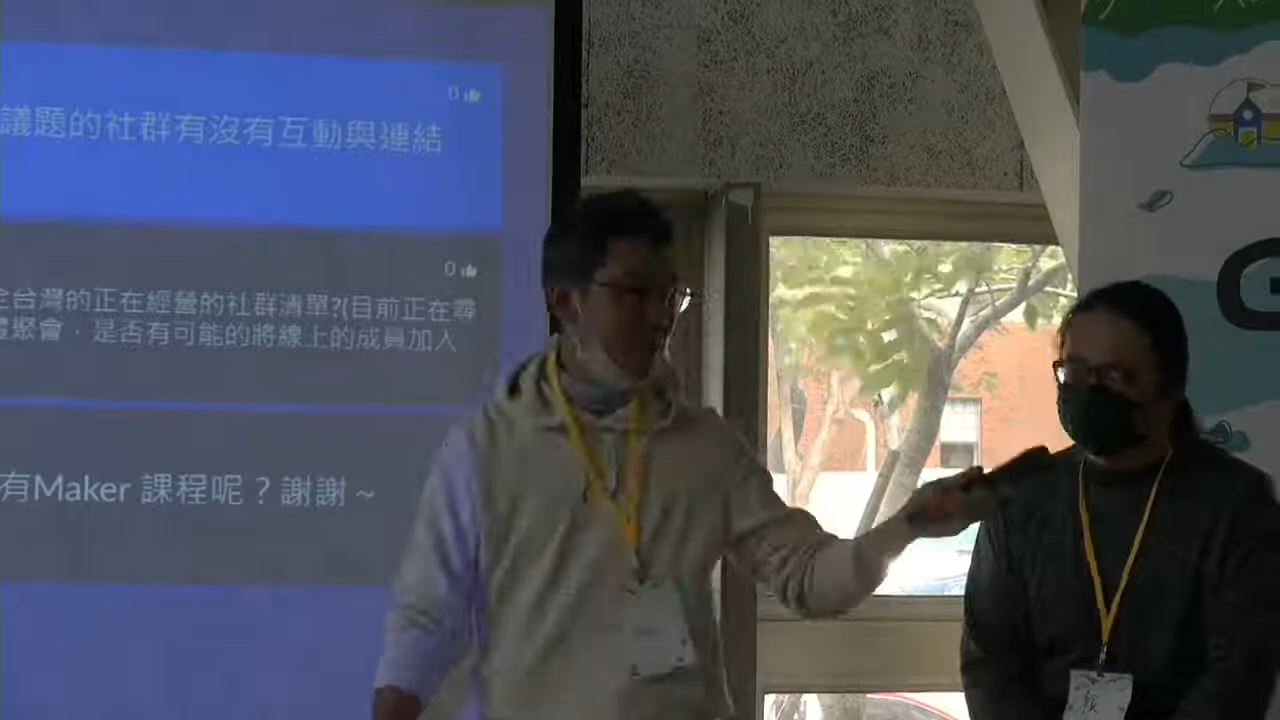 0
議題的社群有沒有互動與連結
0
全台灣的正在經營的社群清單?(目前正在尋
聚會，是否有可能的將線上的成員加入
有Maker 課程呢？謝謝～
G